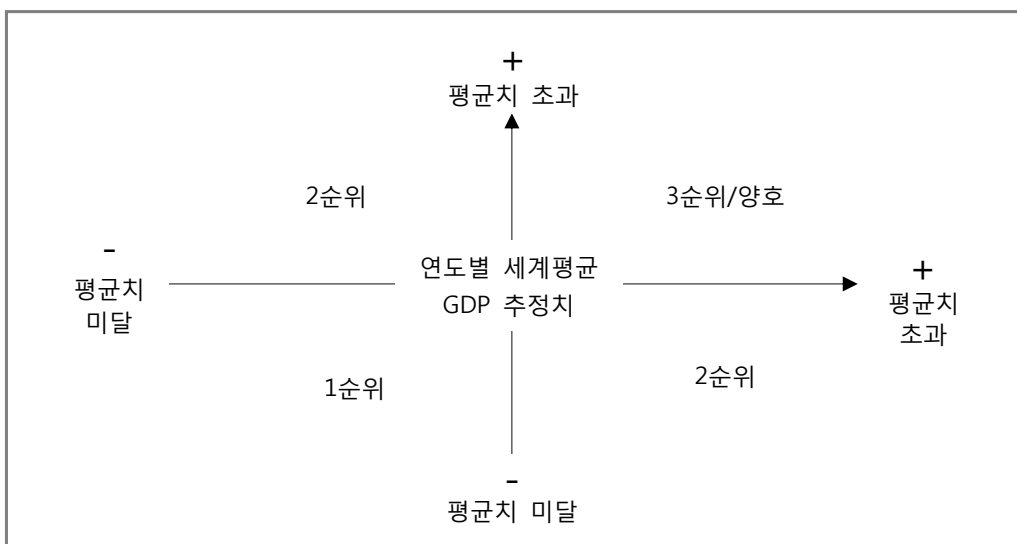 +
평균치 초과
2순위
3순위/양호
-
평균치
미달
연도별 세계평균
GDP 추정치
+
평균치
초과
1순위
2순위
-
평균치 미달